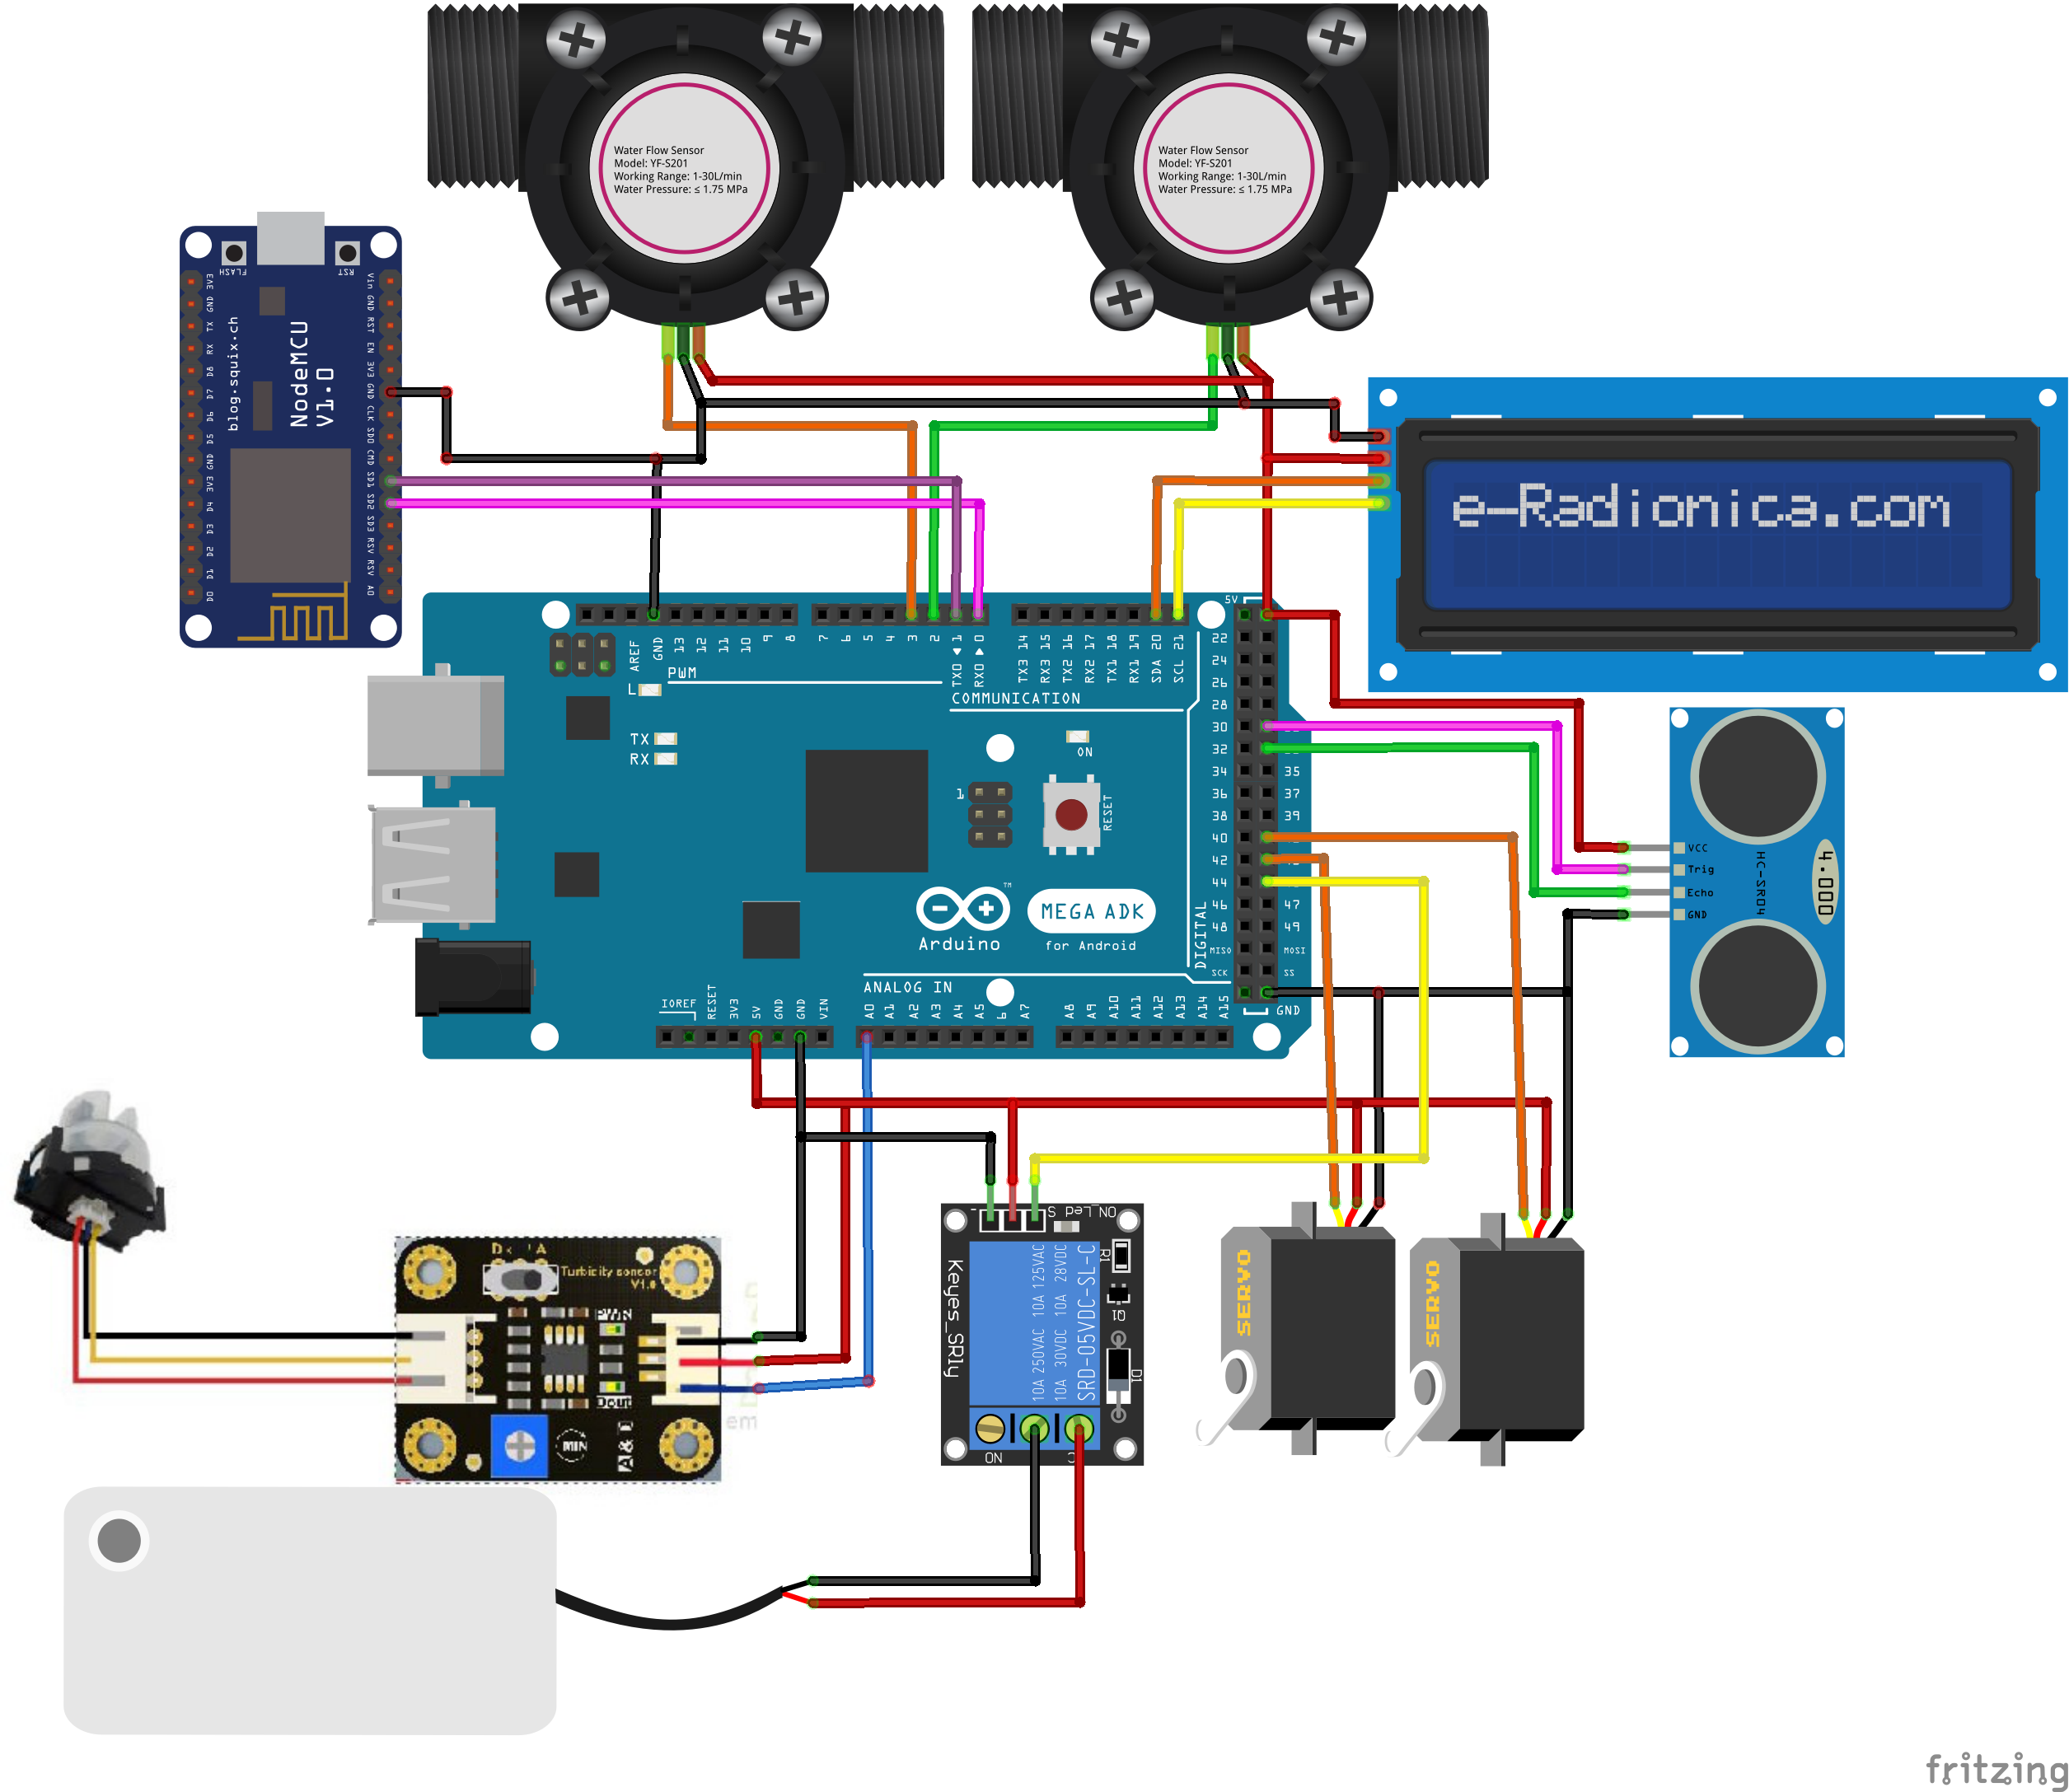 Water Flow Sensor
Model: YF-S201
Working Range: 1-30L/min
Water Pressure: ≤ 1.75 MPa
Water Flow Sensor
Model: YF-S201
Working Range: 1-30L/min
Water Pressure: ≤ 1.75 MPa
FLASH
RST
3V3
GND
TX
RX
D8
D7
D6
D5
GND
3V3
D4
D3
D2
D1
D0
blog.squix.ch
NodeMCU
V1.0
Vin
GND
RST
EN
3V3
GND
CLK
SD0
CMD
SD1
SD2
SD3
RSV
RSV
A0
e-Radionica.com
AREF
GND
13
12
11
10
9
8
7
6
5
4
3
2
TX0 1
RX0 0
TX3 14
RX3 15
TX2 16
RX2 17
TX1 18
RX1 19
SDA 20
SCL 21
5V
PWM
L
COMMUNICATION
TX
RX
ON
1
RESET
22
24
26
28
30
32
34 35
36 37
38 39
40
42
44
46 47
48 49
MISO MOSI
SCK SS
GND
DIGITAL
™
Arduino
MEGA ADK
for Android
ANALOG IN
IOREF
RESET
3V3
5V
GND
GND
VIN
A0
A1
A2
A3
A4
A5
6
A7
A8
A9
A10
A11
A12
A13
A14
A15
VCC
Trig
Echo
GND
HC-SR04
4.000
D A
Turbidity sensor
V1.0
PWR
Dout
MIN
A&D
em
- S ON_Led
Keyes_SRly
10A 250VAC 10A 125VAC
10A 30VDC 10A 28VDC
SRD-05VDC-SL-C
R1
Q1
D1
NO
C
SERVO
SERVO
fritzing